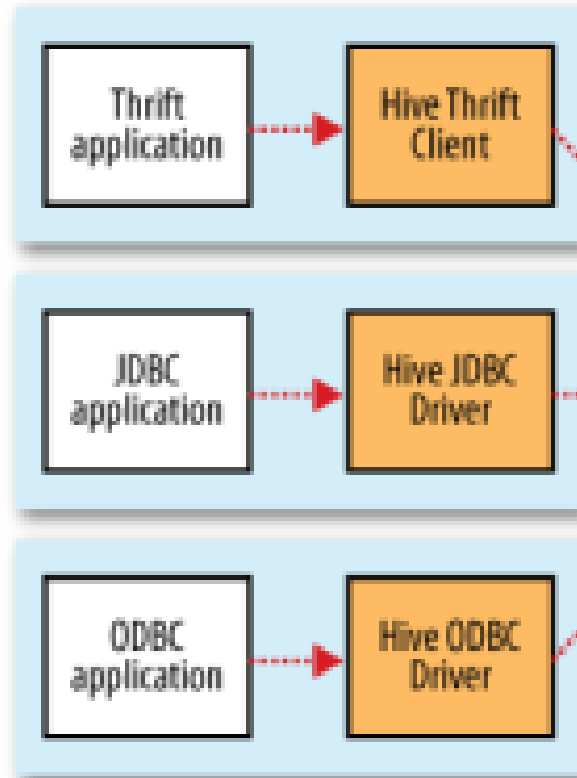 Thrift
application
Hive Thrift
Client
JDBC
application
Hive JDBC
Driver
ODBC
application
Hive ODBC
Driver